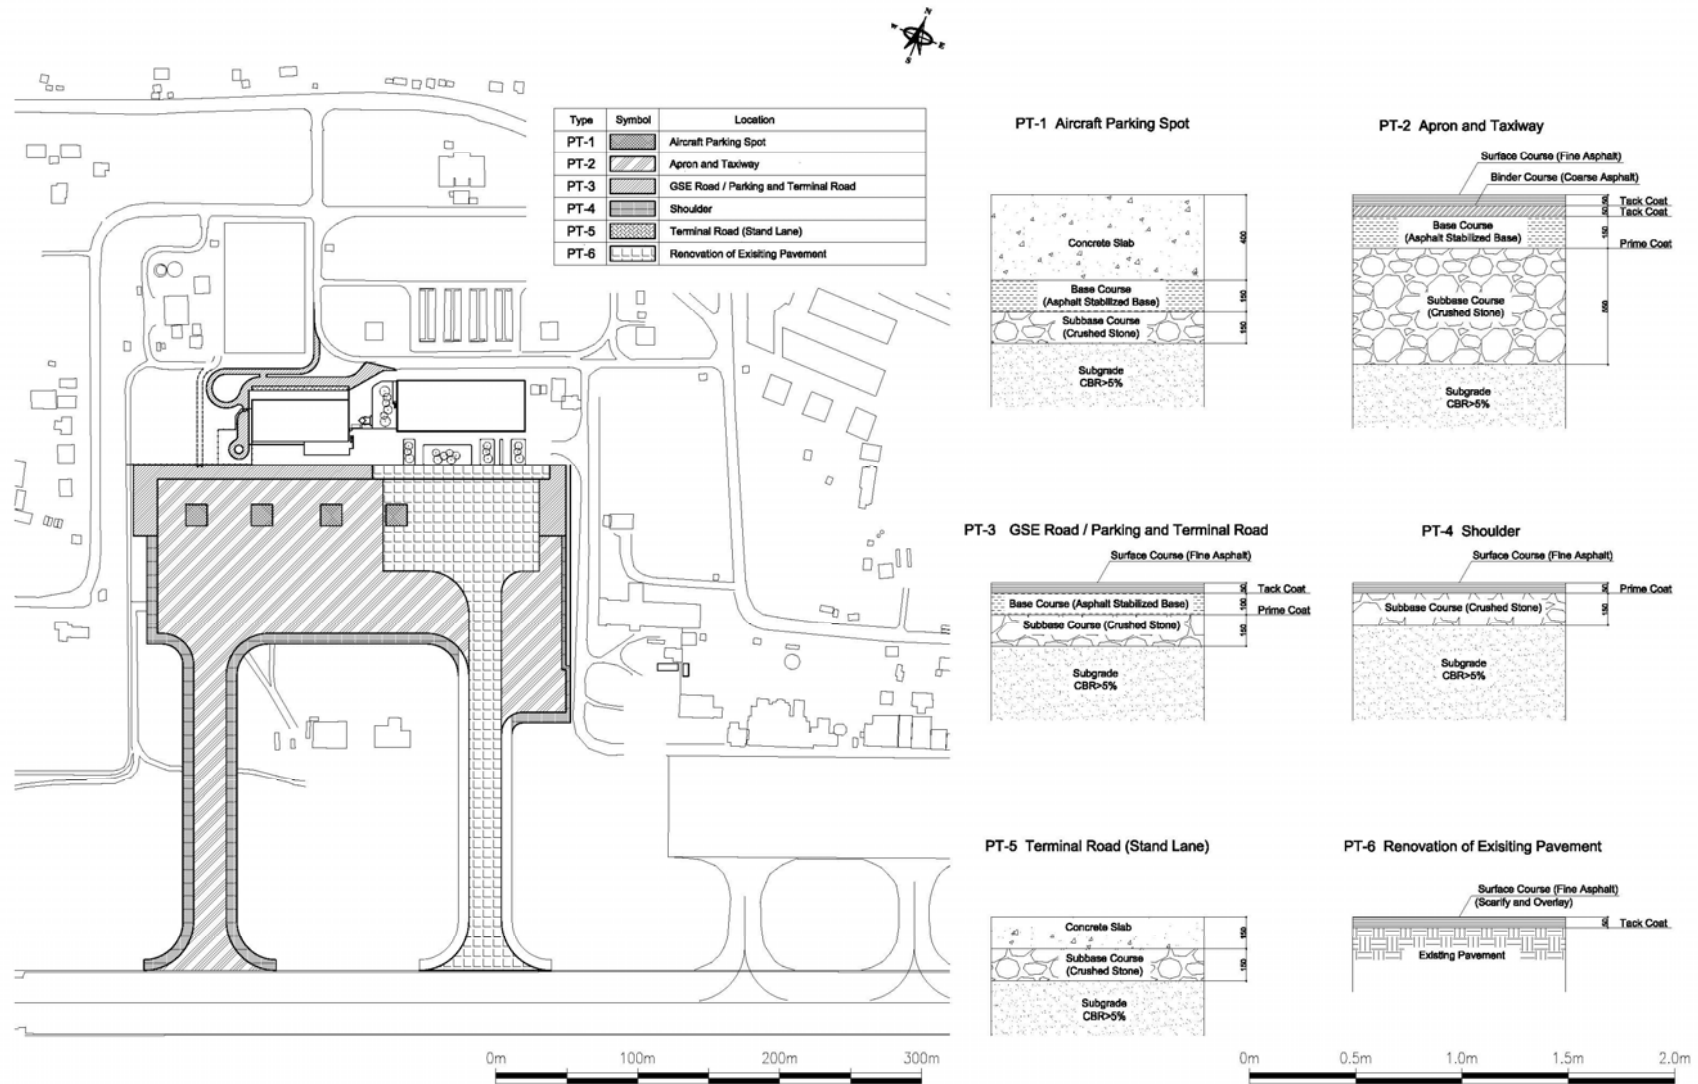 N
W
E
S
Type Symbol Location
PT-1 Aircraft Parking Spot
PT-2 Apron and Taxiway
PT-3 GSE Road / Parking and Terminal Road
PT-4 Shoulder
PT-5 Terminal Road (Stand Lane)
PT-6 Renovation of Exisiting Pavement
PT-1 Aircraft Parking Spot
Concrete Slab
400
Base Course
(Asphalt Stabilized Base)
150
Subbase Course
(Crushed Stone)
150
Subgrade
CBR>5%
PT-2 Apron and Taxiway
Surface Course (Fine Asphalt)
Binder Course (Coarse Asphalt)
50 Tack Coat
50 Tack Coat
Base Course
(Asphalt Stabilized Base)
150
Prime Coat
Subbase Course
(Crushed Stone)
Subgrade
CBR>5%
PT-3 GSE Road / Parking and Terminal Road
Surface Course (Fine Asphalt)
50 Tack Coat
Base Course (Asphalt Stabilized Base) 100
Prime Coat
Subbase Course (Crushed Stone) 150
Subgrade
CBR>5%
PT-4 Shoulder
Surface Course (Fine Asphalt)
50 Prime Coat
Subbase Course (Crushed Stone) 150
Subgrade
CBR>5%
PT-5 Terminal Road (Stand Lane)
Concrete Slab 150
Subbase Course
(Crushed Stone)
150
Subgrade
CBR>5%
PT-6 Renovation of Exisiting Pavement
Surface Course (Fine Asphalt)
(Scarify and Overlay)
50 Tack Coat
Existing Pavement
0m 100m 200m 300m
0m 0.5m 1.0m 1.5m 2.0m